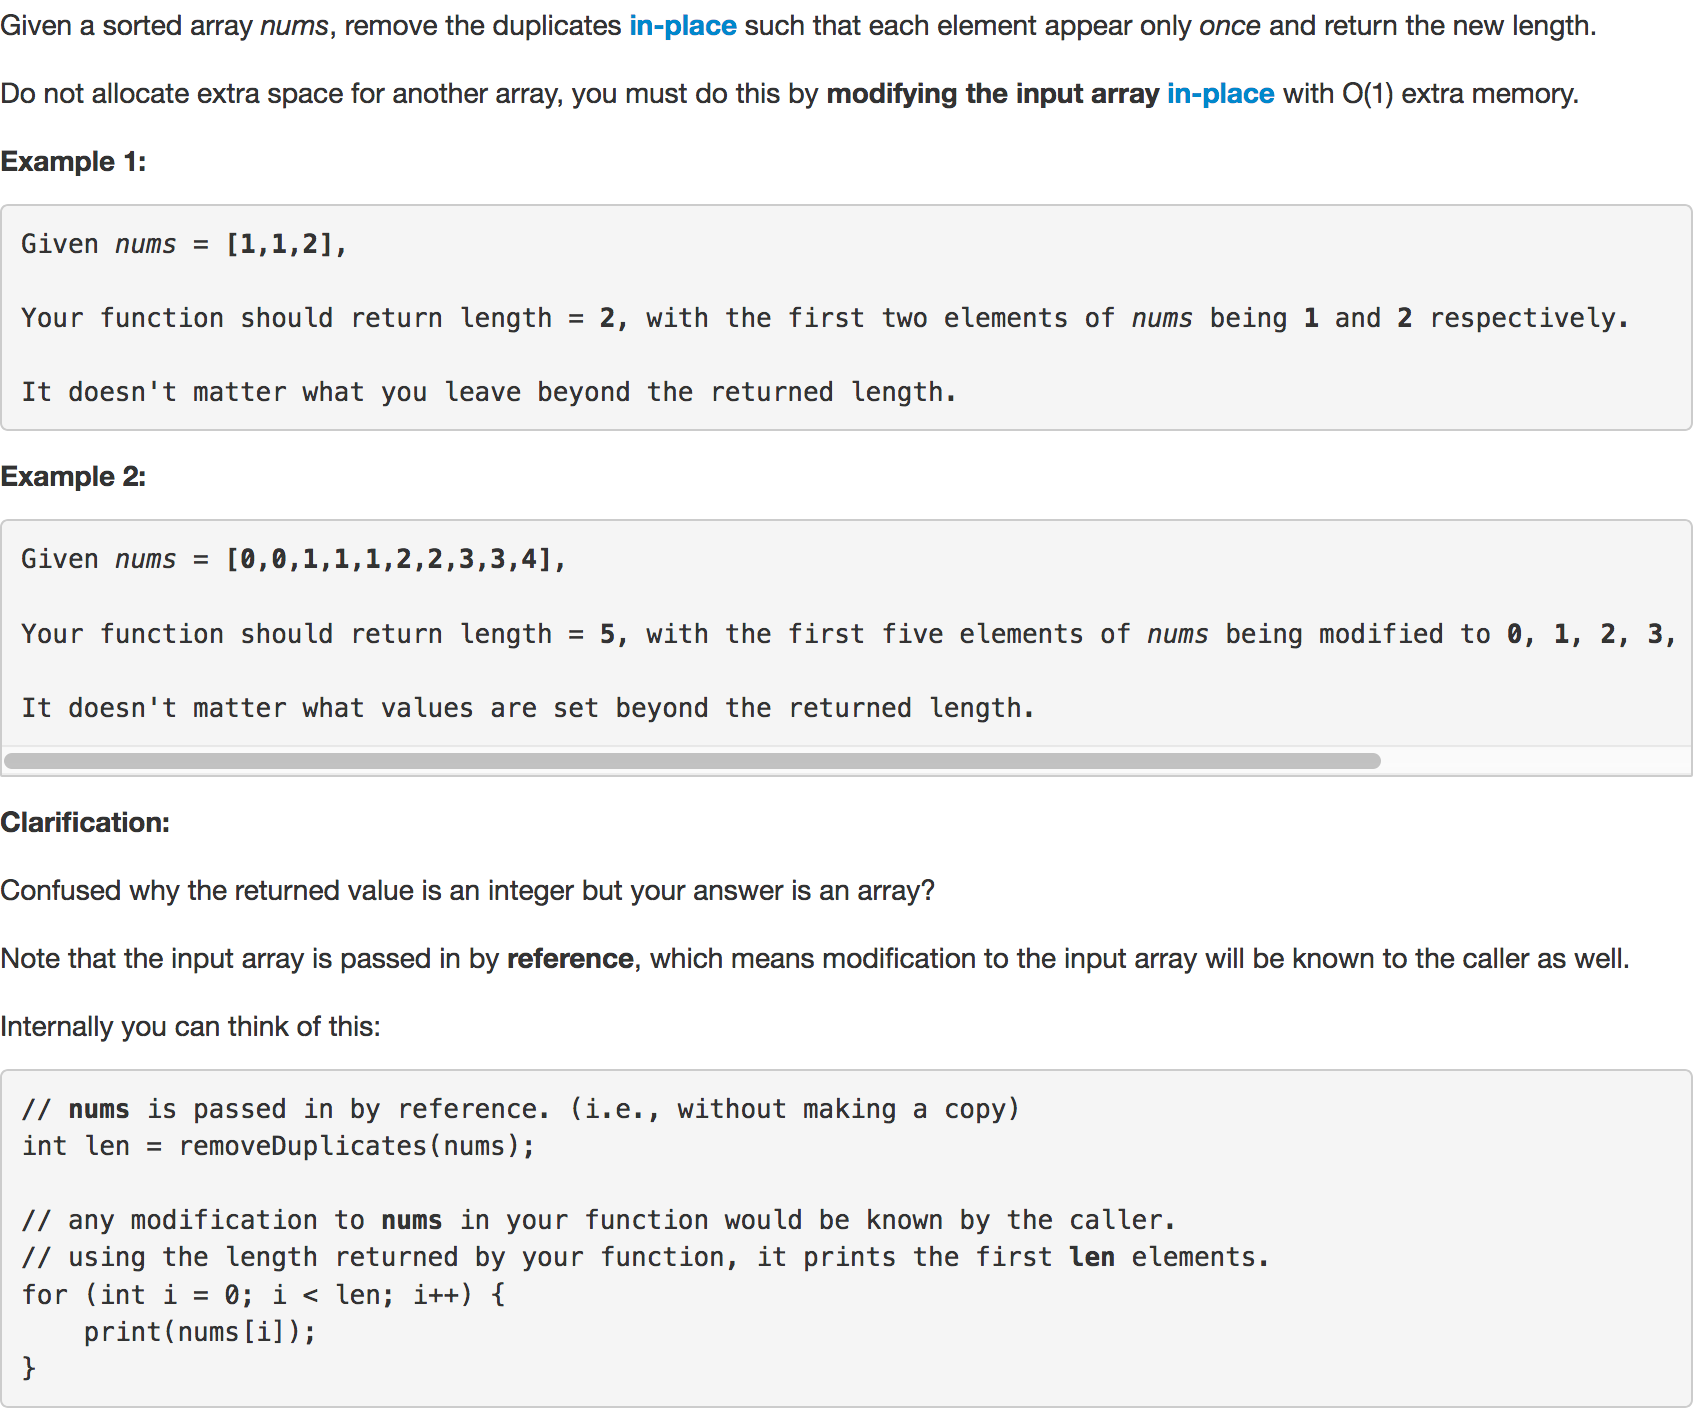 Given a sorted array nums, remove the duplicates in-place such that each element appear only once and return the new length.
Do not allocate extra space for another array, you must do this by modifying the input array in-place with O(1) extra memory.
Example 1:
Given nums = [1,1,2],
Your function should return length = 2, with the first two elements of nums being 1 and 2 respectively.
It doesn't matter what you leave beyond the returned length.
Example 2:
Given nums = [0,0,1,1,1,2,2,3,3,4],
Your function should return length = 5, with the first five elements of nums being modified to 0, 1, 2, 3,
It doesn't matter what values are set beyond the returned length.
Clarification:
Confused why the returned value is an integer but your answer is an array?
Note that the input array is passed in by reference, which means modification to the input array will be known to the caller as well.
Internally you can think of this:
// nums is passed in by reference. (i.e., without making a copy)
int len = removeDuplicates(nums);
// any modification to nums in your function would be known by the caller.
// using the length returned by your function, it prints the first len elements.
for (int i = 0; i < len; i++) {
    print(nums[i]);
}